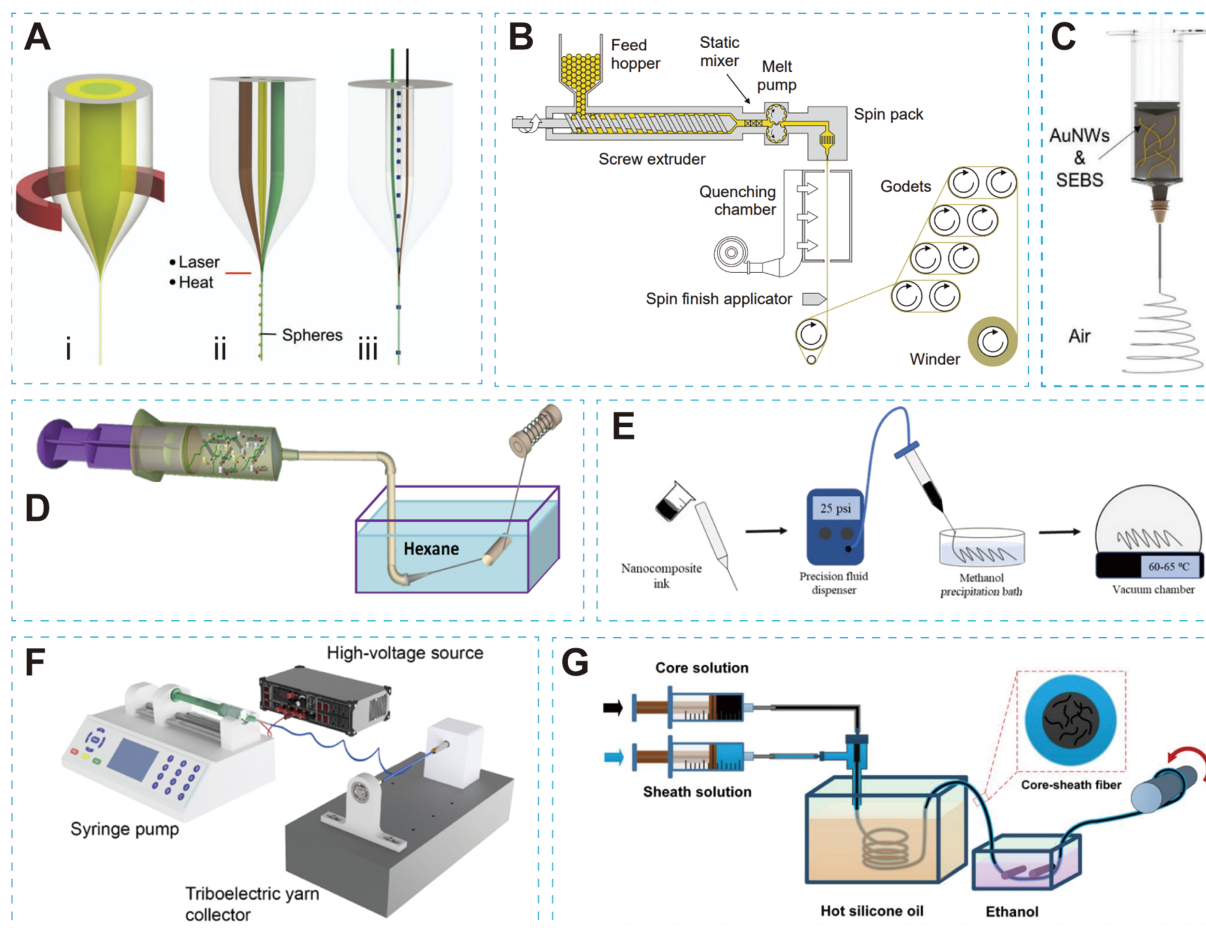 A
• Laser
• Heat
Spheres
i
ii
iii
B
Feed
hopper
Static
mixer
Melt
pump
Spin pack
Screw extruder
Quenching
chamber
Godets
Spin finish applicator
Winder
C
AuNWs
&
SEBS
Air
D
Hexane
E
25 psi
Nanocomposite
ink
Precision fluid
dispenser
Methanol
precipitation bath
60-65 °C
Vacuum chamber
F
High-voltage source
Syringe pump
Triboelectric yarn
collector
G
Core solution
Sheath solution
Core-sheath fiber
Hot silicone oil
Ethanol